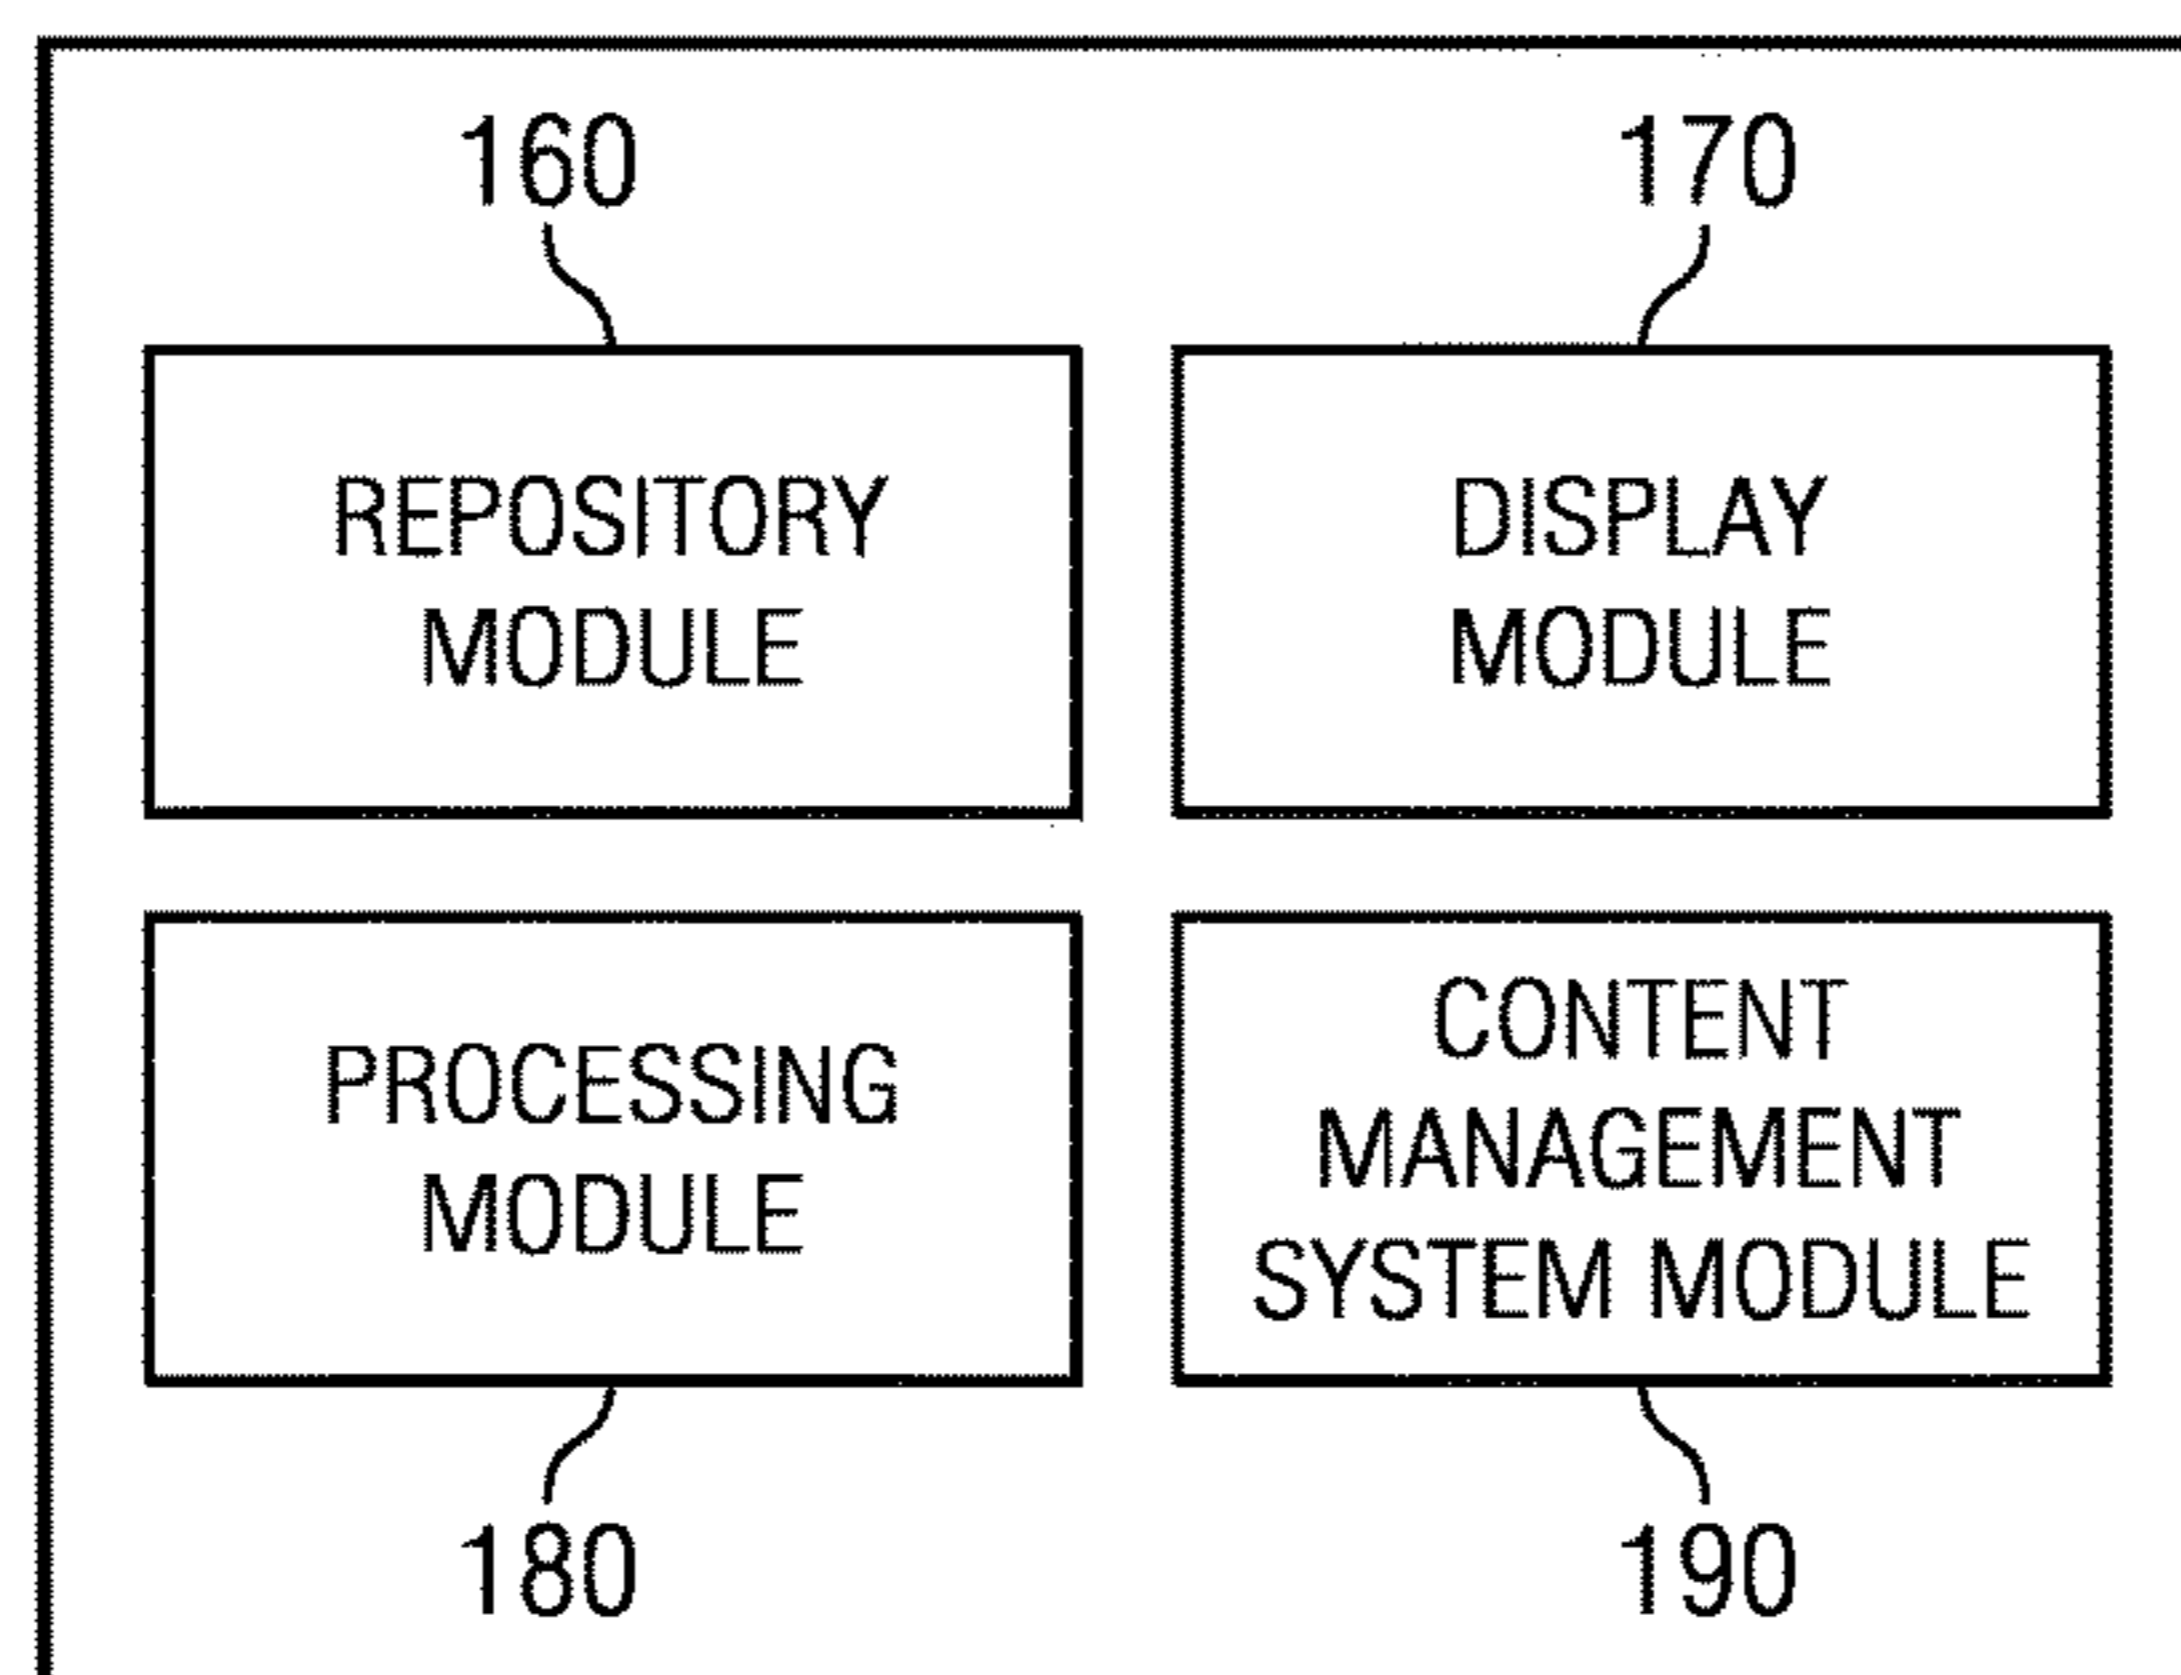 160
170
REPOSITORY
MODULE
DISPLAY
MODULE
PROCESSING
MODULE
CONTENT
MANAGEMENT
SYSTEM MODULE
180
190